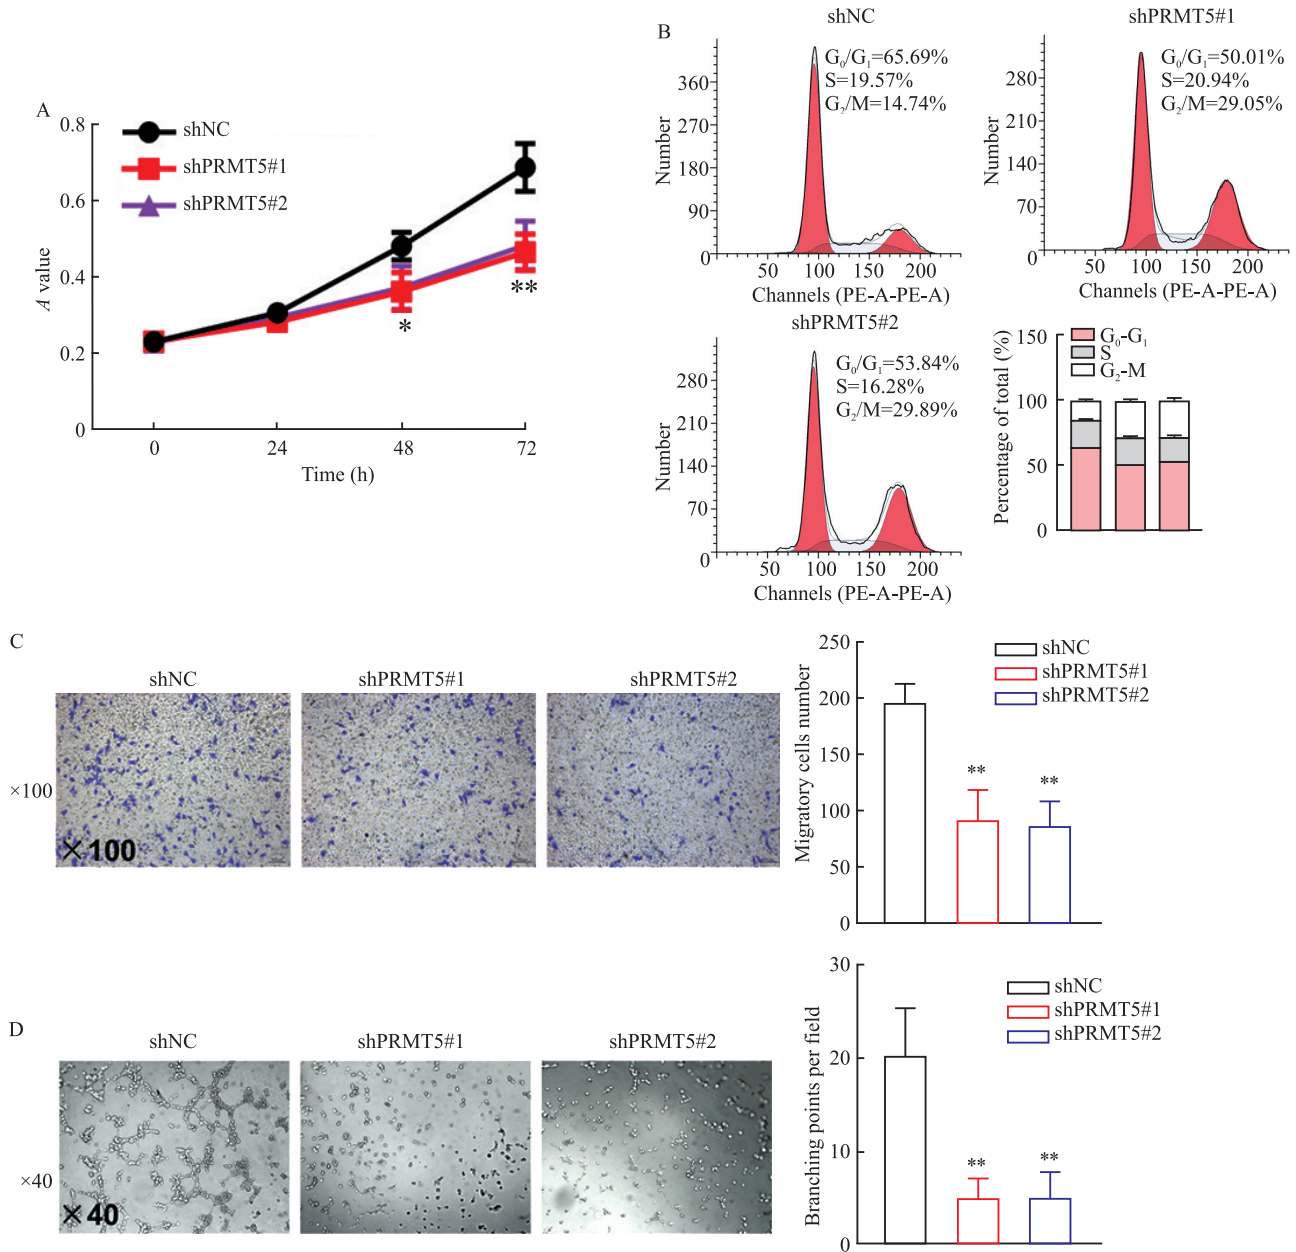 A
0.8
0.6
0.4
0.2
0
A value
shNC
shPRMT5#1
shPRMT5#2
*
**
0 24 48 72
Time (h)
B
shNC
G₀/G₁=65.69%
S=19.57%
G₂/M=14.74%
360
270
180
90
0
Number
50 100 150 200
Channels (PE-A-PE-A)
shPRMT5#1
G₀/G₁=50.01%
S=20.94%
G₂/M=29.05%
280
210
140
70
0
Number
50 100 150 200
Channels (PE-A-PE-A)
shPRMT5#2
G₀/G₁=53.84%
S=16.28%
G₂/M=29.89%
280
210
140
70
0
Number
50 100 150 200
Channels (PE-A-PE-A)
150
100
50
0
Percentage of total (%)
G₀-G₁
S
G₂-M
C
shNC shPRMT5#1 shPRMT5#2
×100
×100
250
200
150
100
50
0
Migratory cells number
shNC
shPRMT5#1
shPRMT5#2
** **
D
shNC shPRMT5#1 shPRMT5#2
×40
×40
30
20
10
0
Branching points per field
shNC
shPRMT5#1
shPRMT5#2
** **